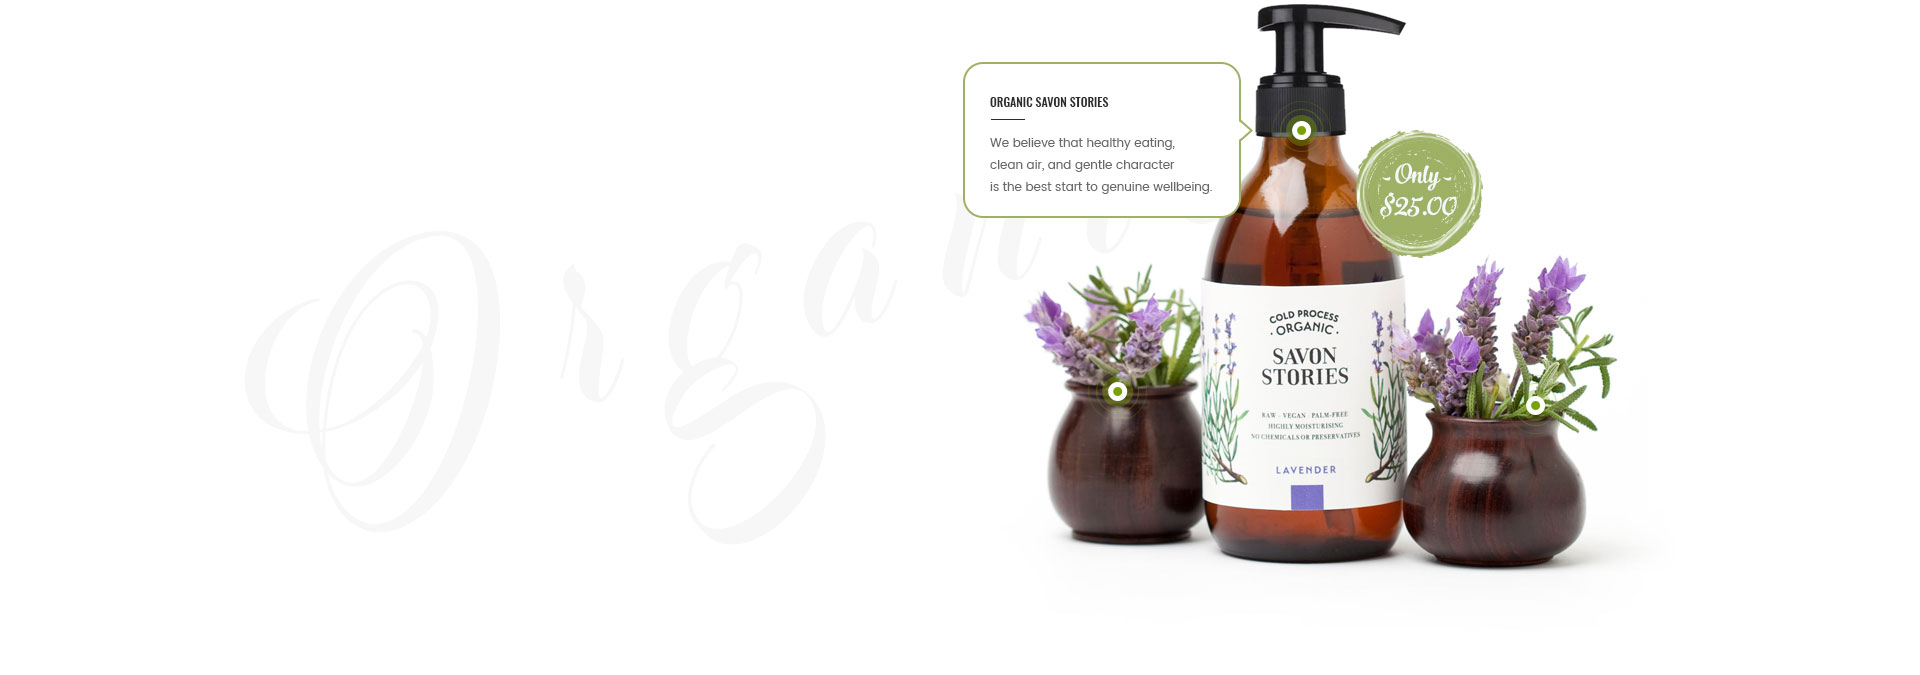 ORGANIC SAVON STORIES
We believe that healthy eating,
clean air, and gentle character
is the best start to genuine wellbeing.
- Only -
$25.00
Organic
COLD PROCESS
· ORGANIC ·
SAVON
STORIES
RAW · VEGAN · PALM-FREE
HIGHLY MOISTURISING
NO CHEMICALS OR PRESERVATIVES
LAVENDER